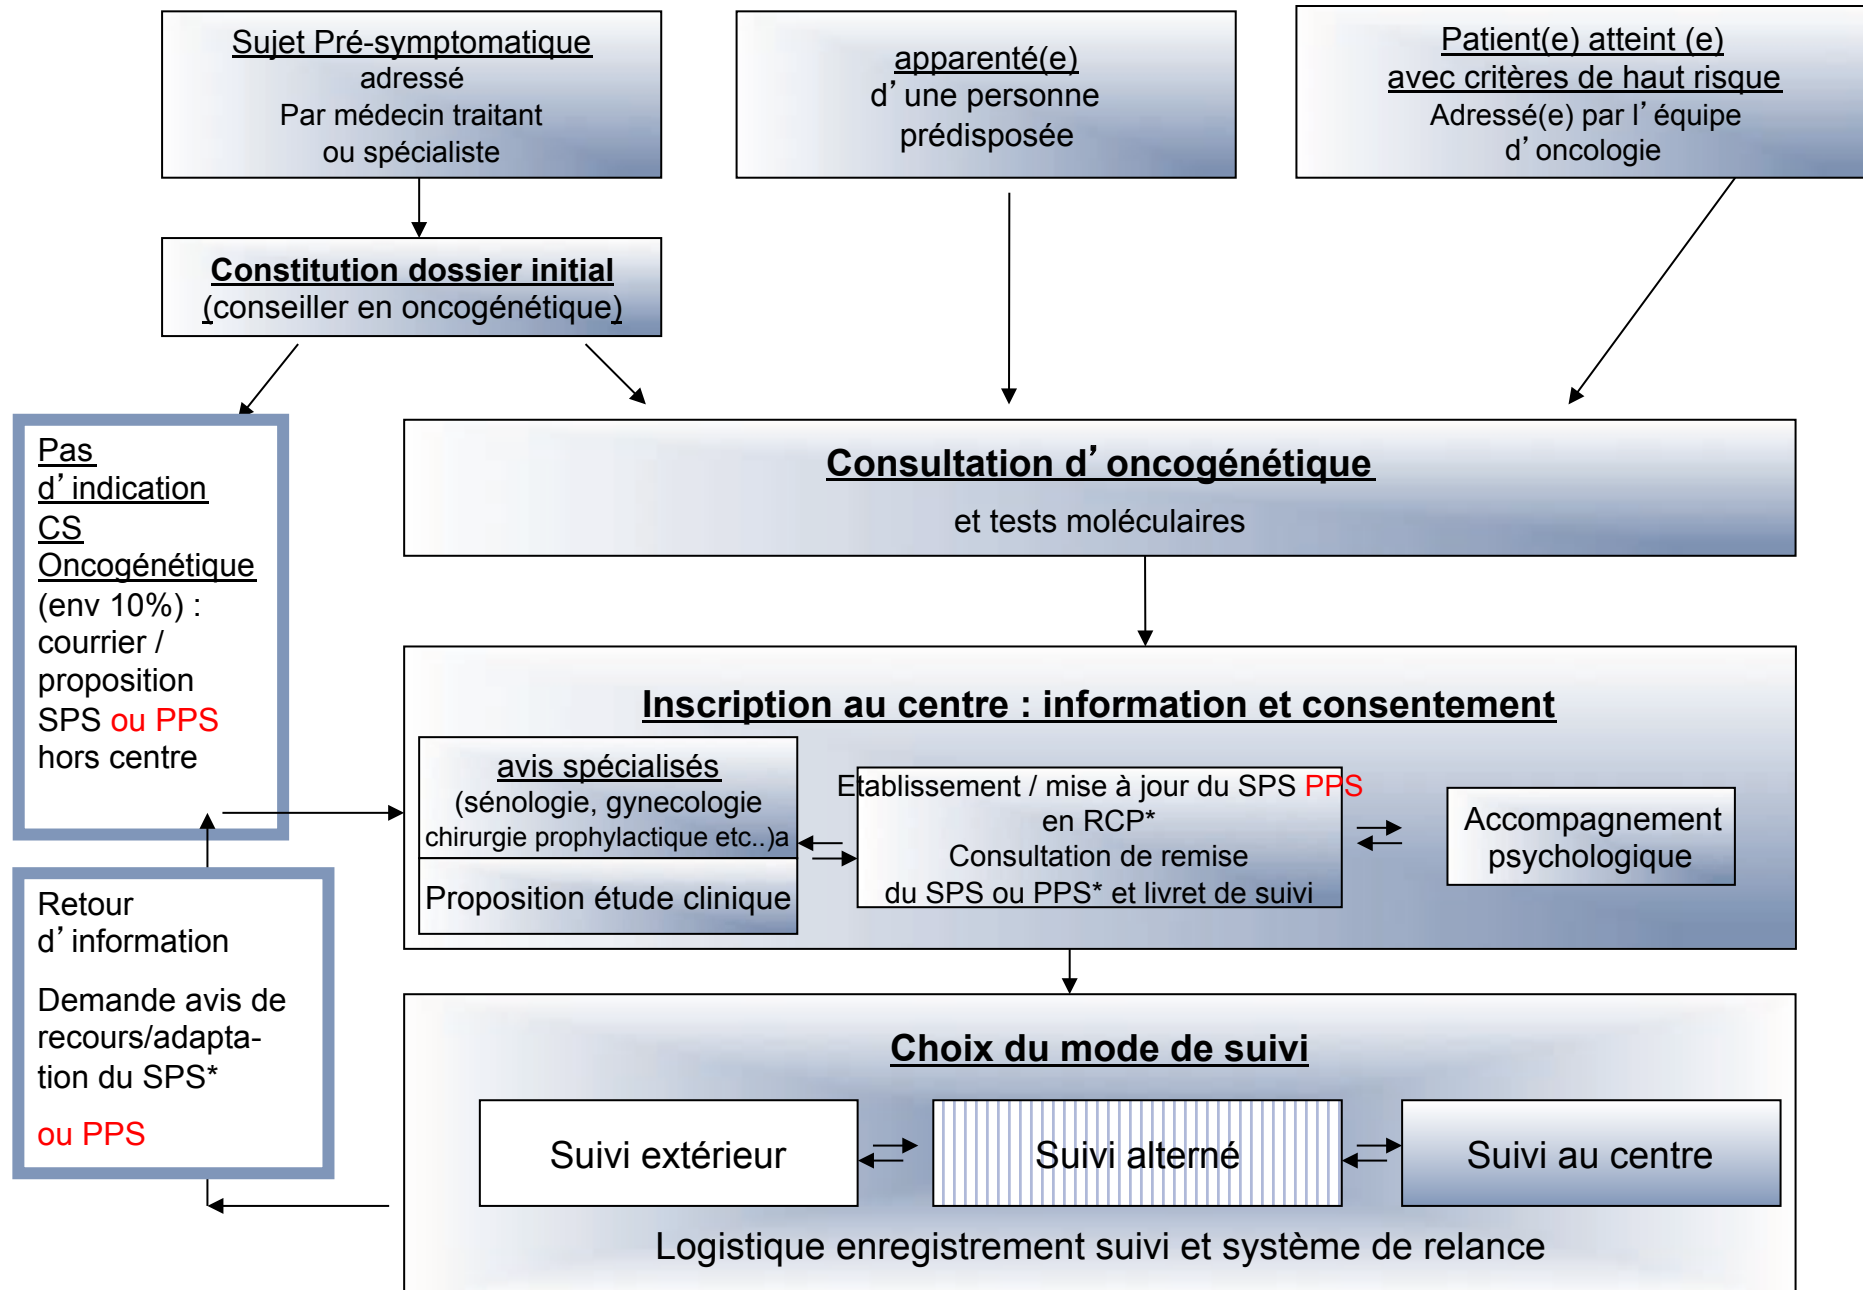 Sujet Pré-symptomatique
adressé
Par médecin traitant
ou spécialiste
apparenté(e)
d’une personne
prédisposée
Patient(e) atteint (e)
avec critères de haut risque
Adressé(e) par l’équipe
d’oncologie
Constitution dossier initial
(conseiller en oncogénétique)
Pas
d’indication
CS
Oncogénétique
(env 10%) :
courrier /
proposition
SPS ou PPS
hors centre
Consultation d’oncogénétique
et tests moléculaires
Inscription au centre : information et consentement
avis spécialisés
(sénologie, gynecologie
chirurgie prophylactique etc..)a
Proposition étude clinique
Etablissement / mise à jour du SPS PPS
en RCP*
Consultation de remise
du SPS ou PPS* et livret de suivi
Accompagnement
psychologique
Retour
d’information
Demande avis de
recours/adapta-
tion du SPS*
ou PPS
Choix du mode de suivi
Suivi extérieur
Suivi alterné
Suivi au centre
Logistique enregistrement suivi et système de relance